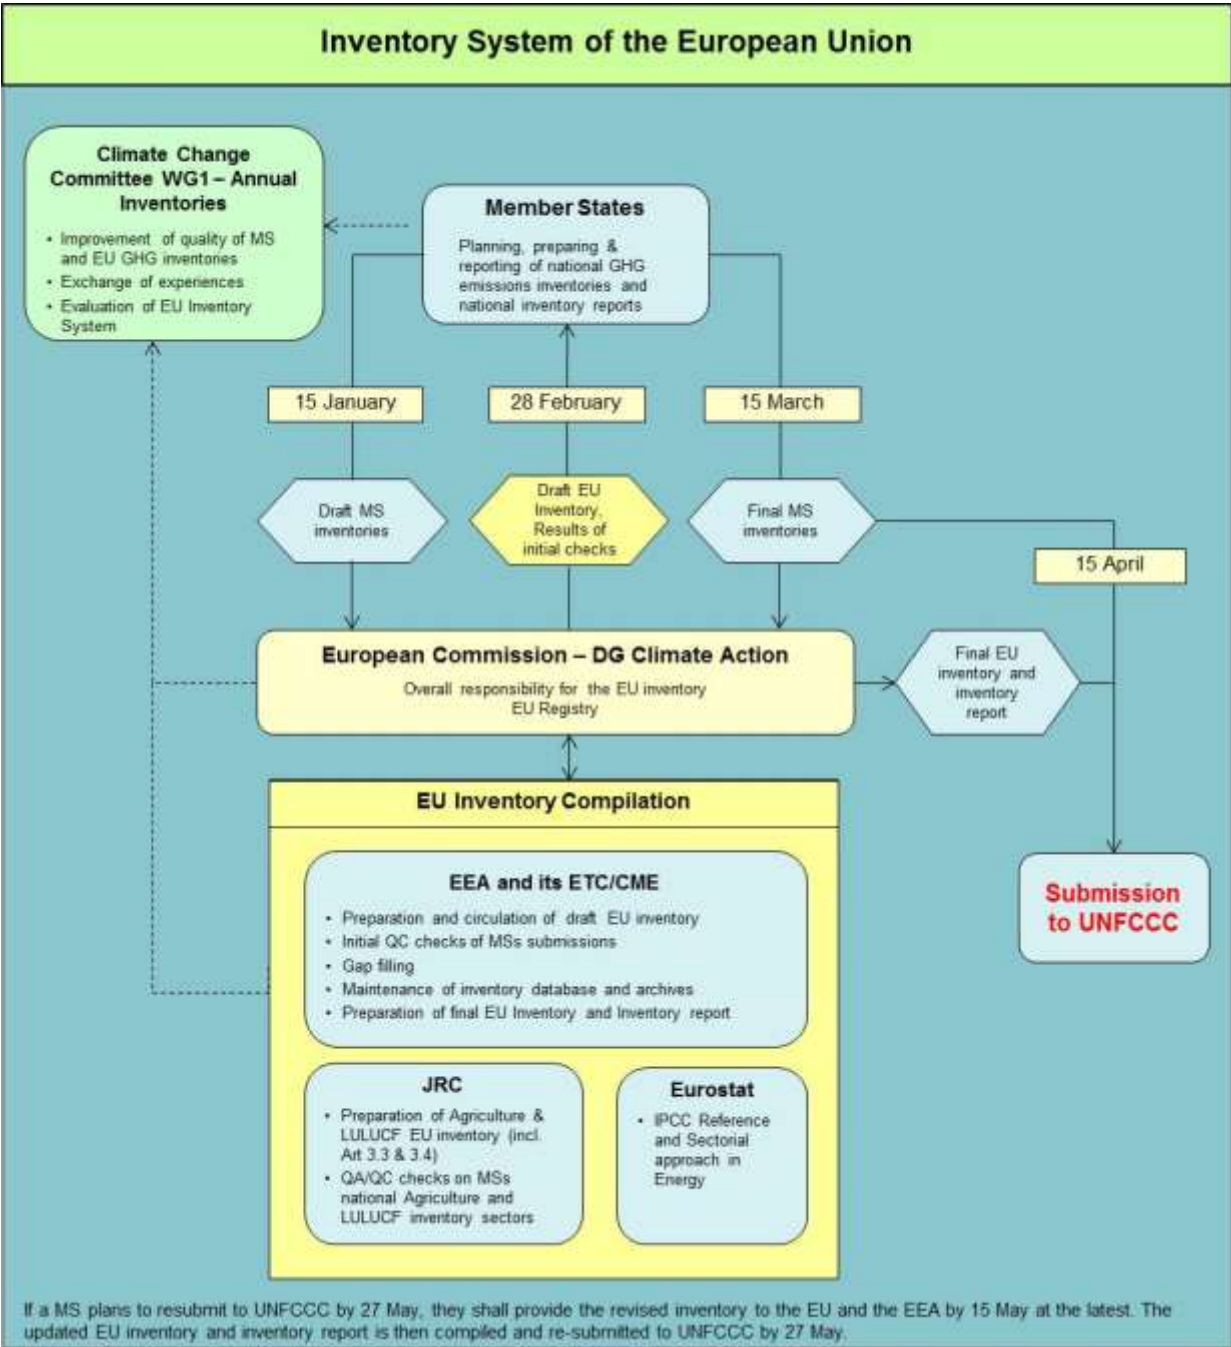 Inventory System of the European Union
Climate Change
Committee WG1 – Annual
Inventories
• Improvement of quality of MS
and EU GHG inventories
• Exchange of experiences
• Evaluation of EU Inventory
System
Member States
Planning, preparing &
reporting of national GHG
emissions inventories and
national inventory reports
15 January
28 February
15 March
Draft MS
inventories
Draft EU
Inventory,
Results of
initial checks
Final MS
inventories
15 April
European Commission – DG Climate Action
Overall responsibility for the EU inventory
EU Registry
Final EU
inventory and
inventory
report
EU Inventory Compilation
EEA and its ETC/CME
• Preparation and circulation of draft EU inventory
• Initial QC checks of MSs submissions
• Gap filling
• Maintenance of inventory database and archives
• Preparation of final EU Inventory and Inventory report
Submission
to UNFCCC
JRC
• Preparation of Agriculture &
LULUCF EU inventory (incl.
Art 3.3 & 3.4)
• QA/QC checks on MSs
national Agriculture and
LULUCF inventory sectors
Eurostat
• IPCC Reference
and Sectorial
approach in
Energy
If a MS plans to resubmit to UNFCCC by 27 May, they shall provide the revised inventory to the EU and the EEA by 15 May at the latest. The
updated EU inventory and inventory report is then compiled and re-submitted to UNFCCC by 27 May.